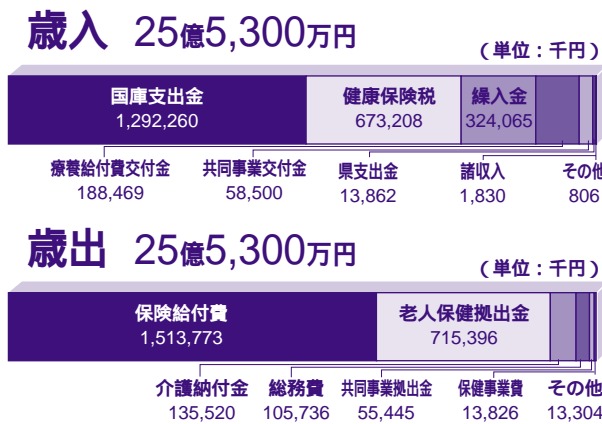 歳入 25億5,300万円
（単位：千円）
国庫支出金 健康保険税 繰入金
1,292,260 673,208 324,065
療養給付費交付金 共同事業交付金 県支出金 諸収入 その他
188,469 58,500 13,862 1,830 806
歳出 25億5,300万円
（単位：千円）
保険給付費 老人保健拠出金
1,513,773 715,396
介護納付金 総務費 共同事業拠出金 保健事業費 その他
135,520 105,736 55,445 13,826 13,304